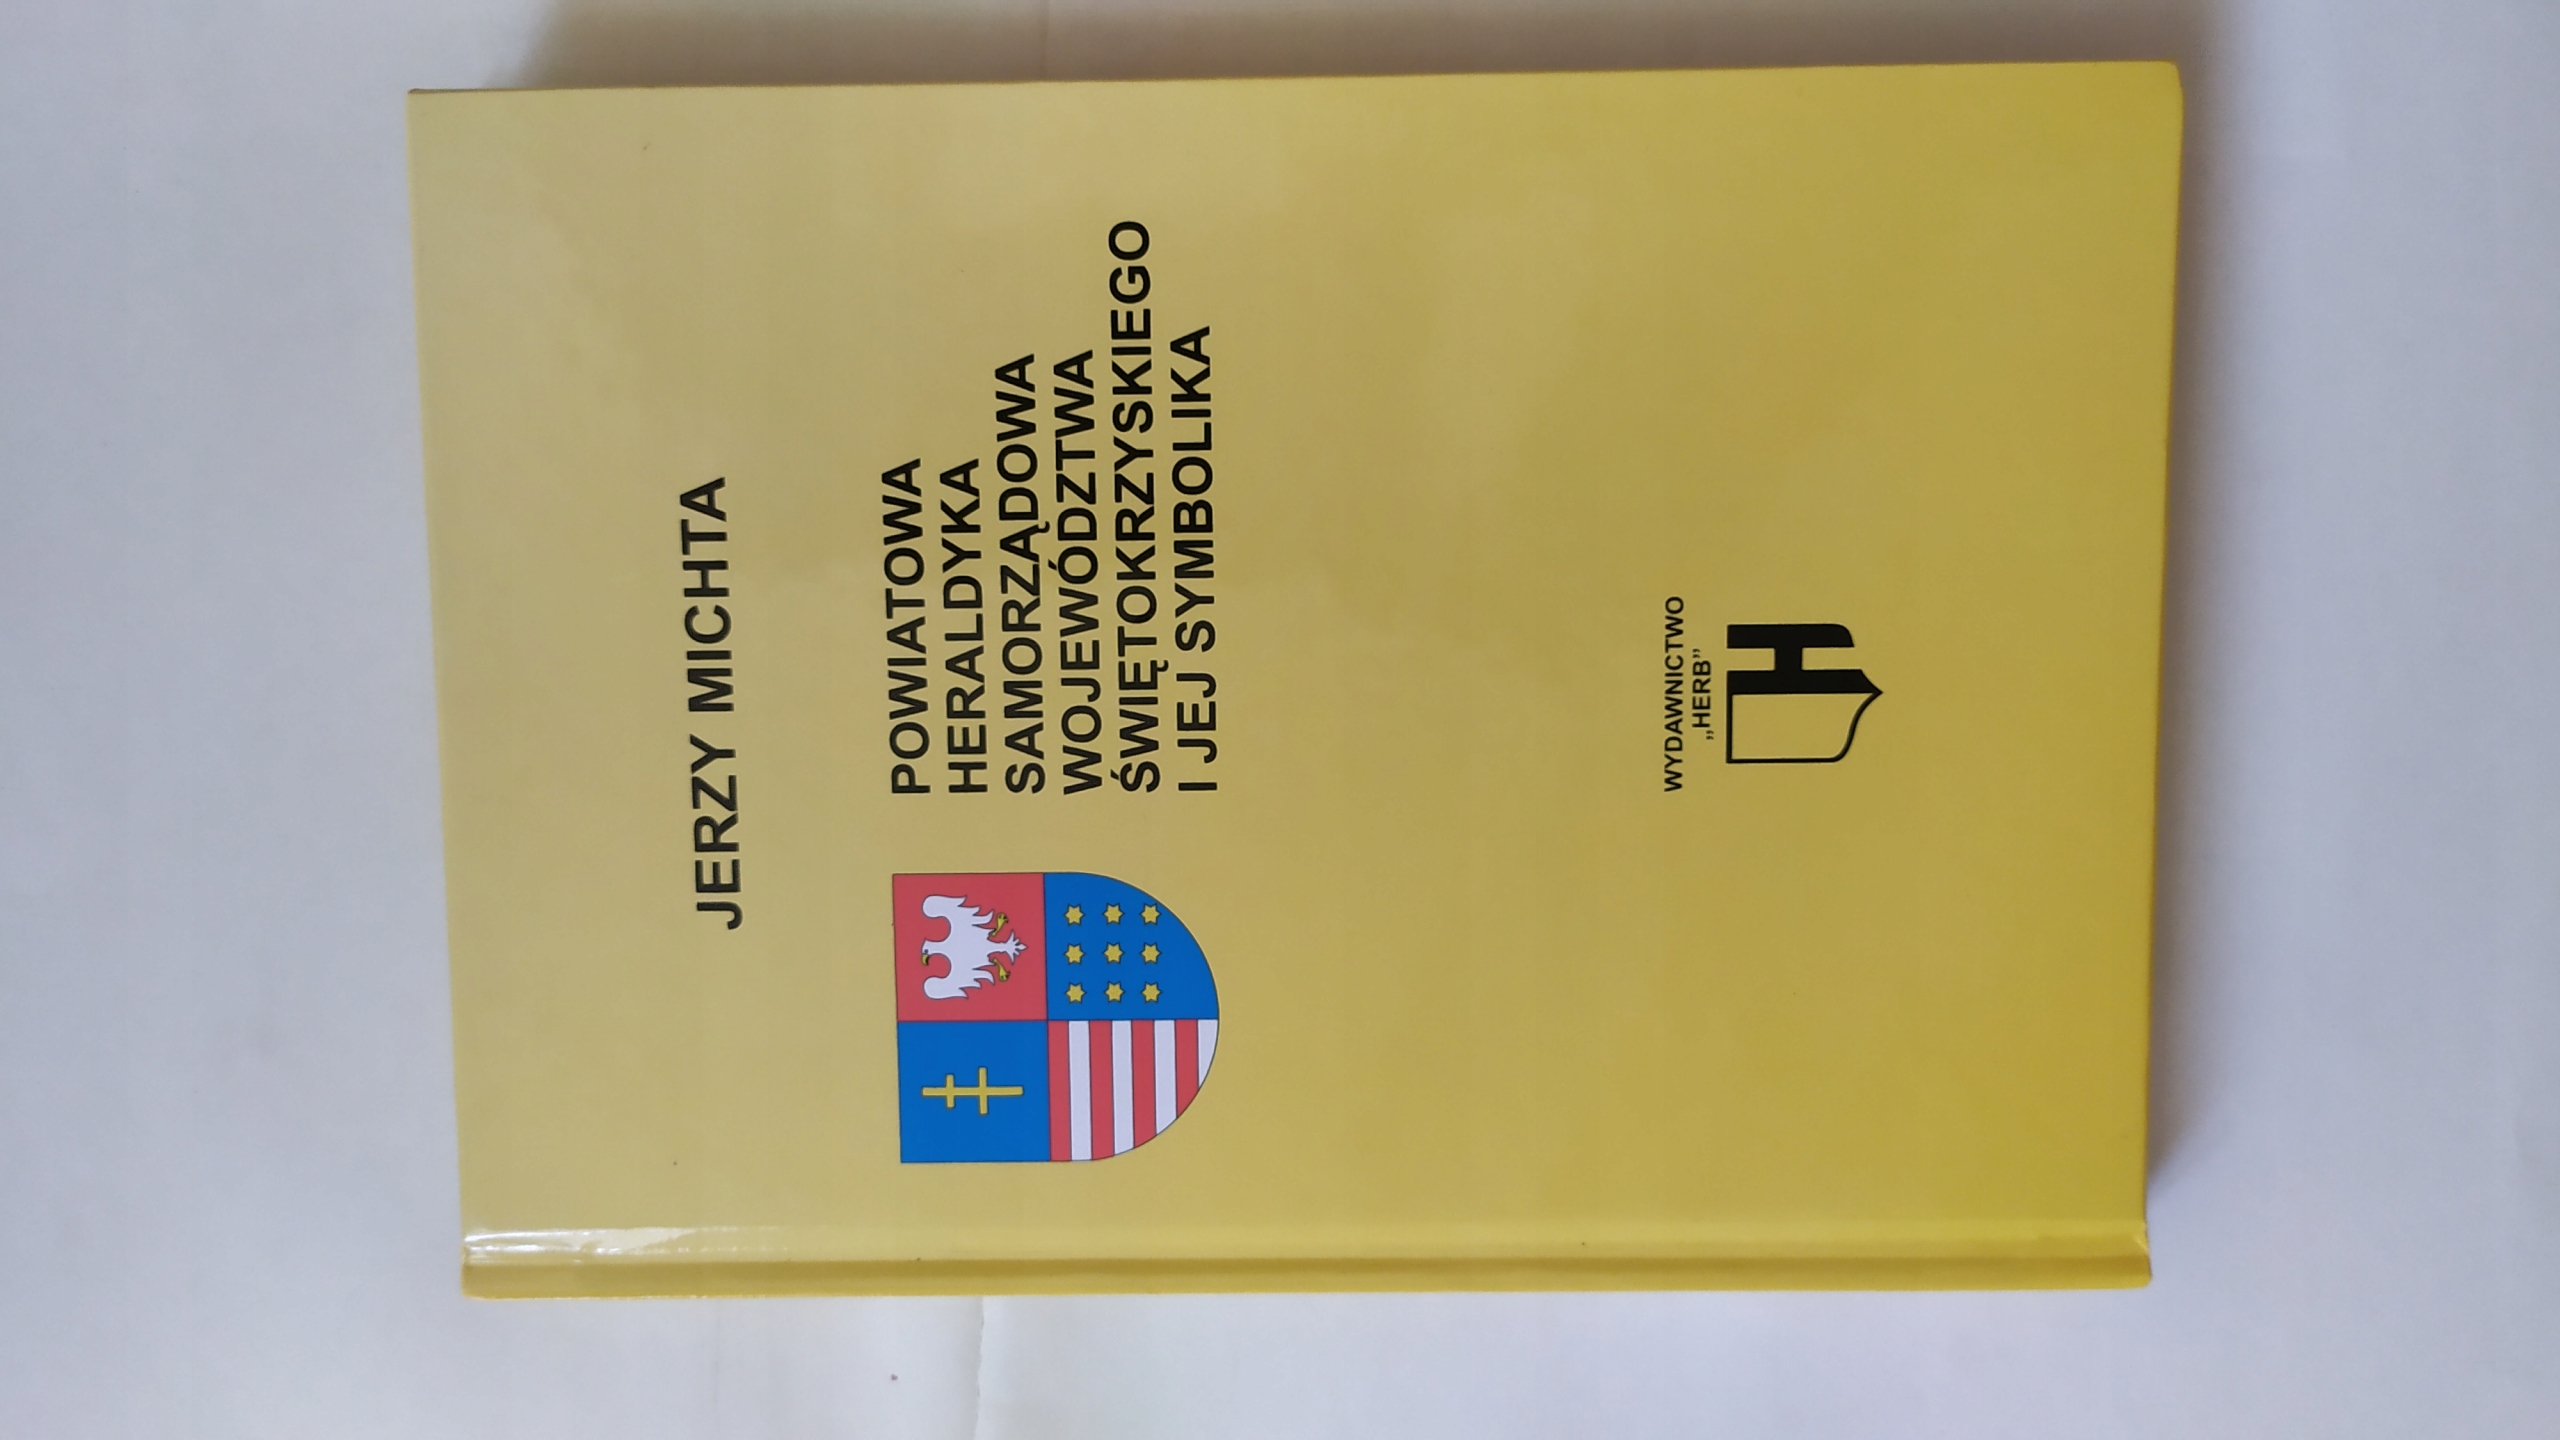 JERZY MICHTA
POWIATOWA
HERALDYKA
SAMORZĄDOWA
WOJEWÓDZTWA
ŚWIĘTOKRZYSKIEGO
I JEJ SYMBOLIKA
WYDAWNICTWO
„HERB”
H